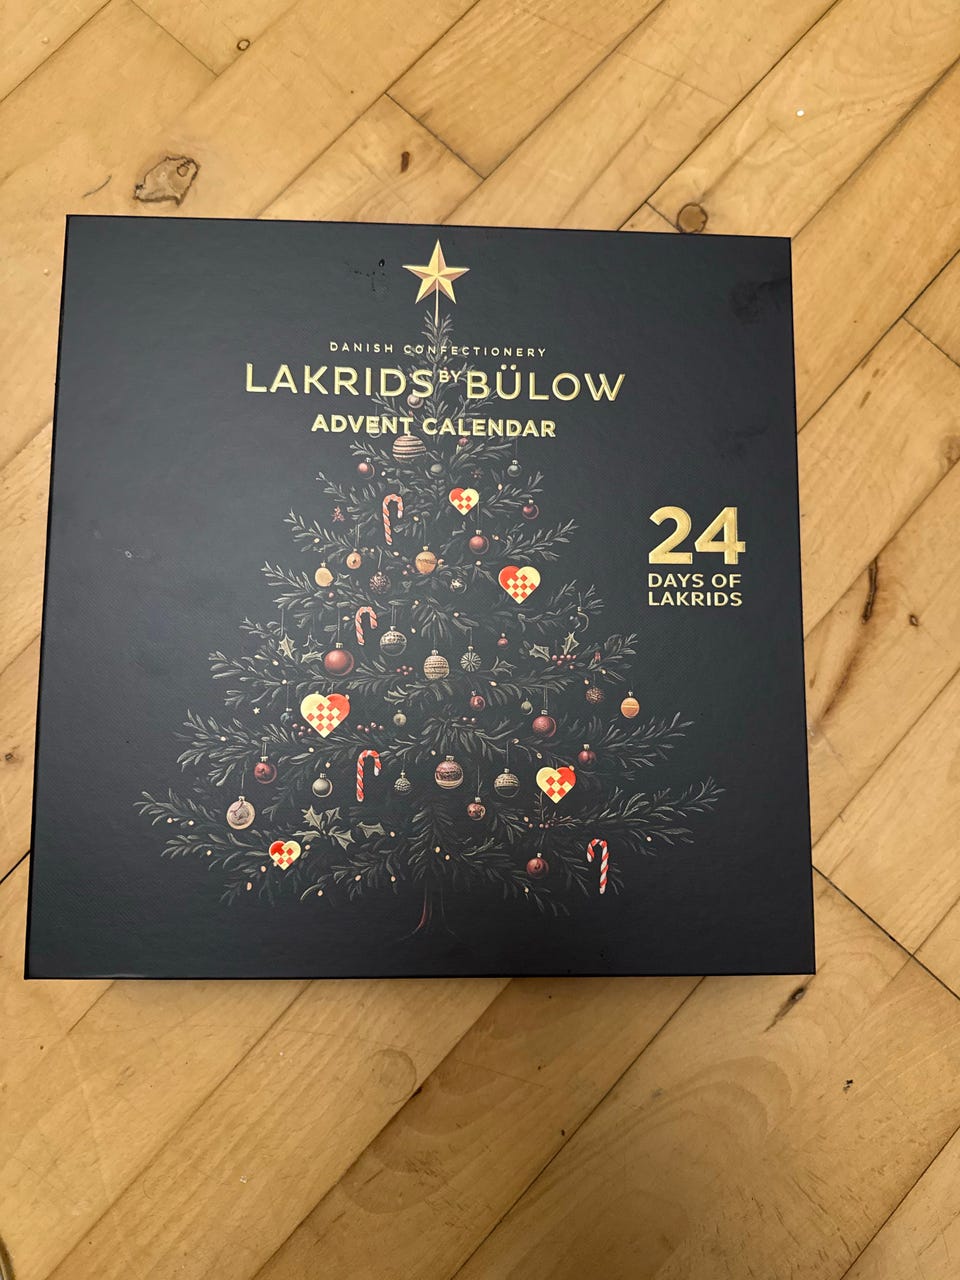 DANISH CONFECTIONERY
LAKRIDS BY BÜLOW
ADVENT CALENDAR
24
DAYS OF
LAKRIDS